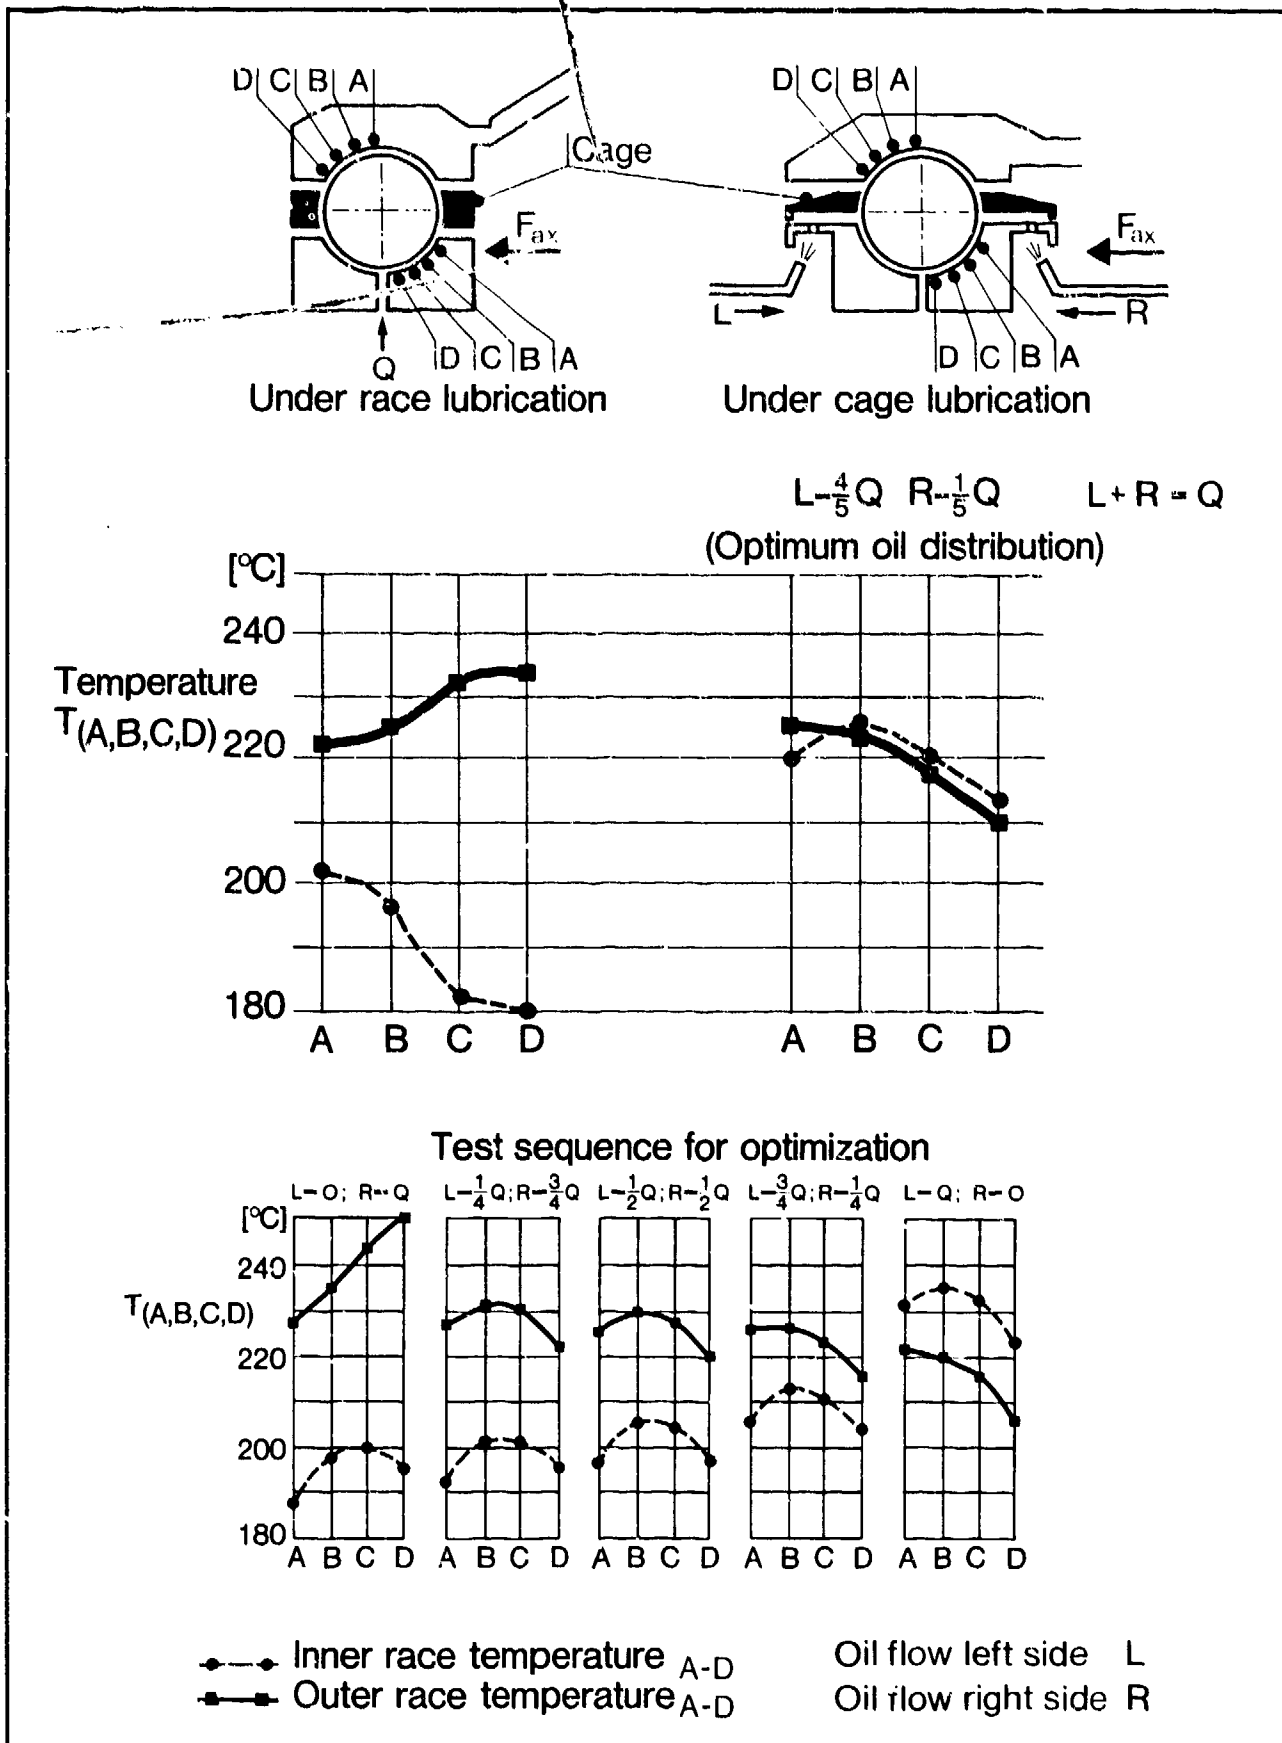 D C B A
D C B A
Cage
Fax
Fax
L
R
Q
D C B A
D C B A
Under race lubrication
Under cage lubrication
L-4/5Q R-1/5Q L+R=Q
(Optimum oil distribution)
[°C]
240
Temperature
T(A,B,C,D)
220
200
180
A B C D
A B C D
Test sequence for optimization
L-O; R-Q
L-1/4Q; R-3/4Q
L-1/2Q; R-1/2Q
L-3/4Q; R-1/4Q
L-Q; R-O
[°C]
240
T(A,B,C,D)
220
200
180
A B C D
A B C D
A B C D
A B C D
A B C D
Inner race temperature A-D
Oil flow left side L
Outer race temperature A-D
Oil flow right side R